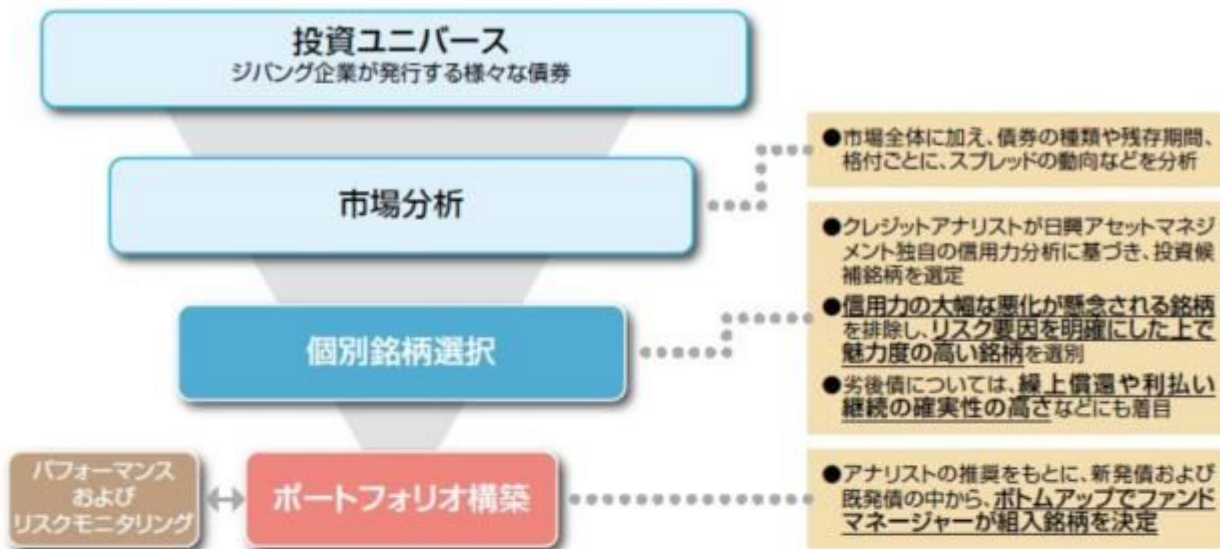 投資ユニバース
ジパング企業が発行する様々な債券
市場分析
●市場全体に加え、債券の種類や残存期間、
格付ごとに、スプレッドの動向などを分析
個別銘柄選択
●クレジットアナリストが日興アセットマネジ
メント独自の信用力分析に基づき、投資候
補銘柄を選定
●信用力の大幅な悪化が懸念される銘柄
を排除し、リスク要因を明確にした上で
魅力度の高い銘柄を選別
●劣後債については、繰上償還や利払い
継続の確実性の高さなどにも着目
パフォーマンス
および
リスクモニタリング
ポートフォリオ構築
●アナリストの推奨をもとに、新発債および
既発債の中から、ボトムアップでファンド
マネージャーが組入銘柄を決定